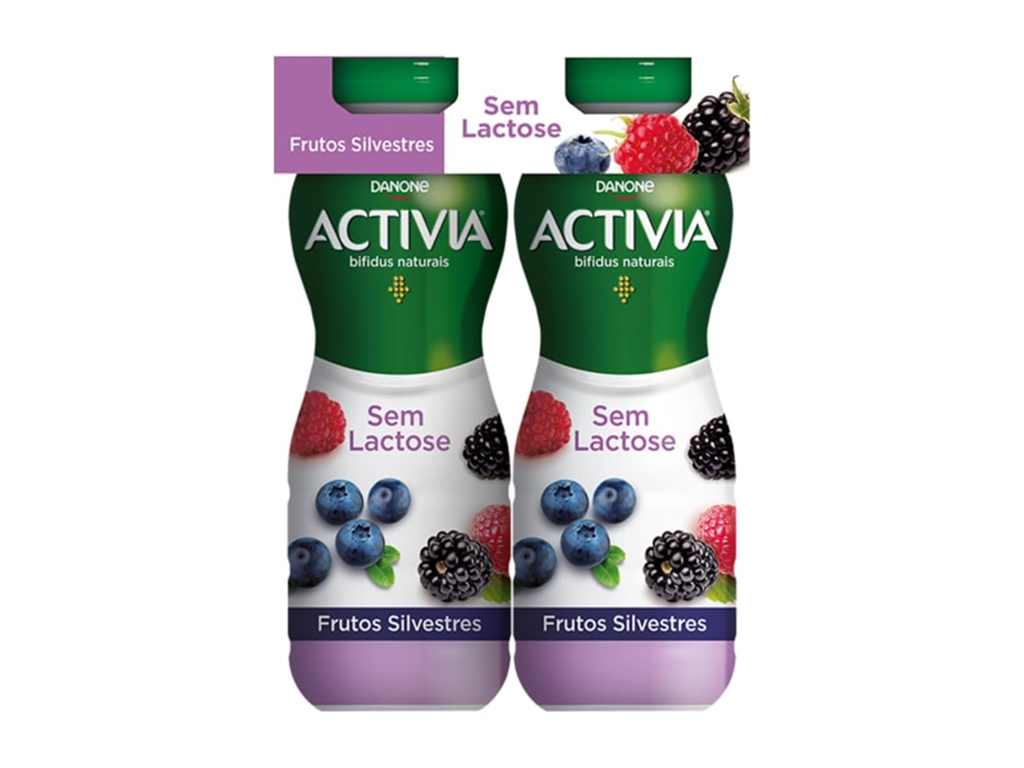 Frutos Silvestres
Sem
Lactose
DANONE
ACTIVIA®
bifidus naturais
Sem
Lactose
Frutos Silvestres
DANONE
ACTIVIA®
bifidus naturais
Sem
Lactose
Frutos Silvestres